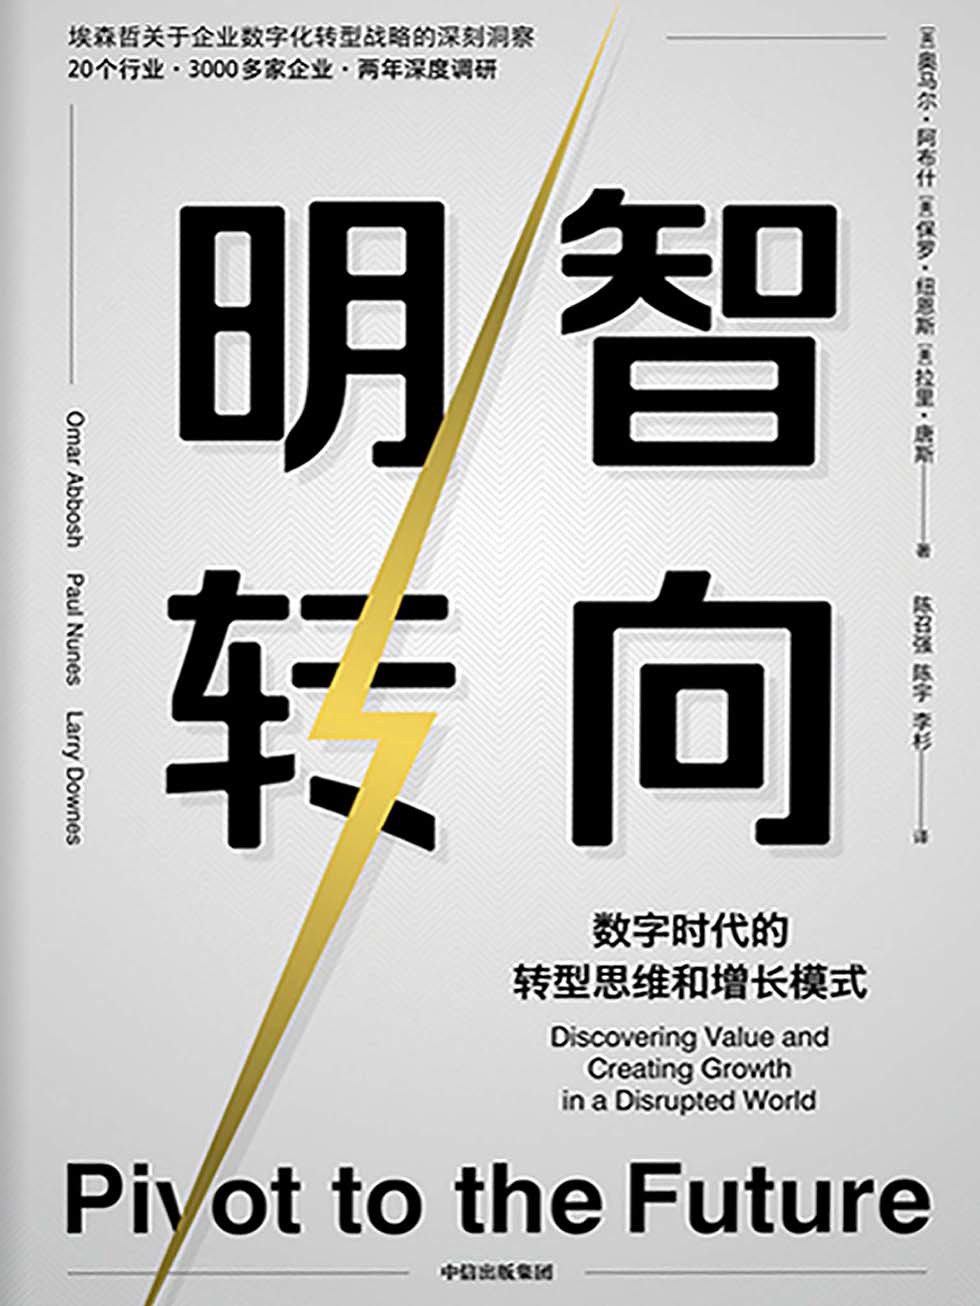 埃森哲关于企业数字化转型战略的深刻洞察
20个行业·3000多家企业·两年深度调研
[美]奥马尔·阿布什 [美]保罗·纽恩斯 [美]拉里·唐斯 著
陈召强 陈宇 李杉 译
明智
转向
Omar Abbosh Paul Nunes Larry Downes
数字时代的
转型思维和增长模式
Discovering Value and
Creating Growth
in a Disrupted World
Pivot to the Future
中信出版集团